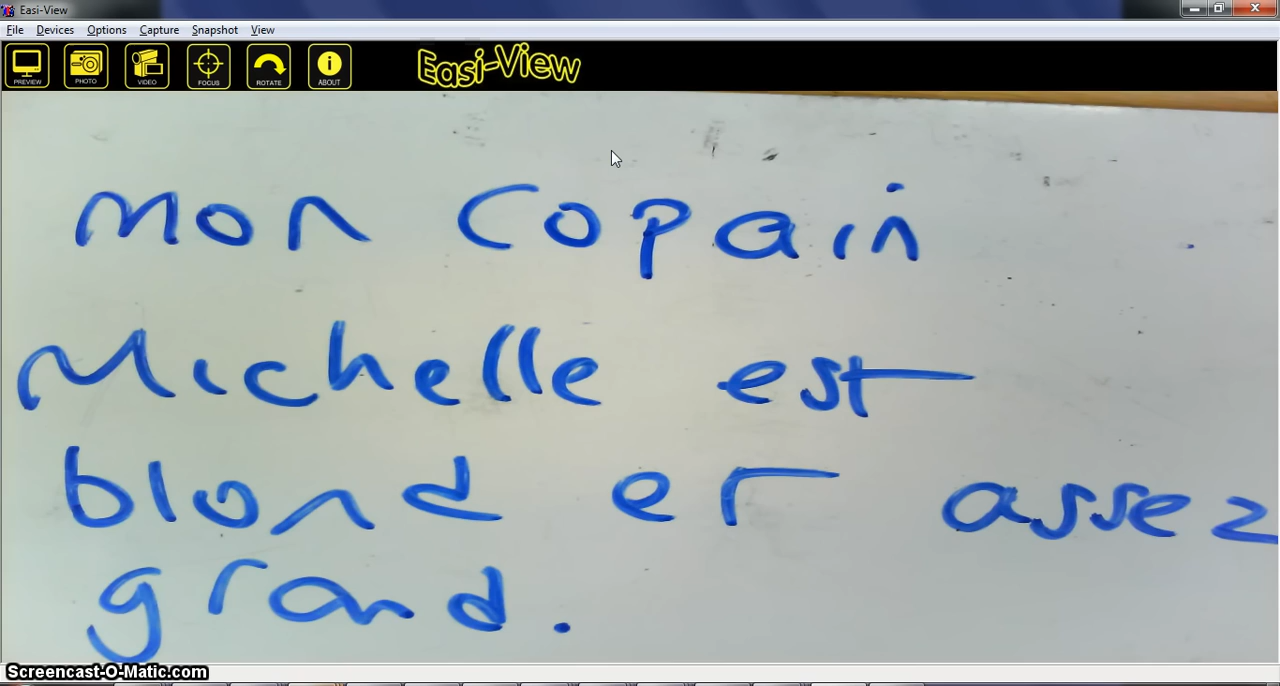 Easi-View
File Devices Options Capture Snapshot View
PREVIEW PHOTO VIDEO FOCUS ROTATE ABOUT Easi-View
mon copain
Michelle est
blond et assez
grand.
Screencast-O-Matic.com